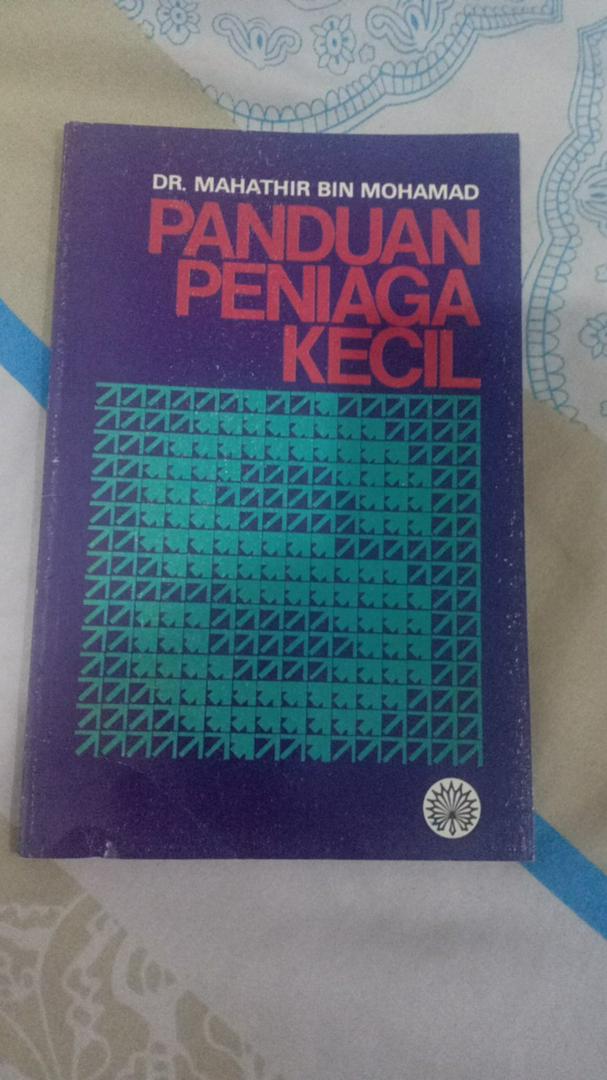 DR. MAHATHIR BIN MOHAMAD
PANDUAN
PENIAGA
KECIL